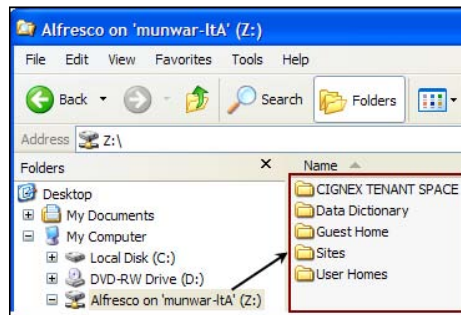 Alfresco on 'munwar-ltA' (Z:)
File Edit View Favorites Tools Help
Back Search Folders
Address Z:\
Folders X Name
Desktop
My Documents
My Computer
Local Disk (C:)
DVD-RW Drive (D:)
Alfresco on 'munwar-ltA' (Z:)
CIGNEX TENANT SPACE
Data Dictionary
Guest Home
Sites
User Homes